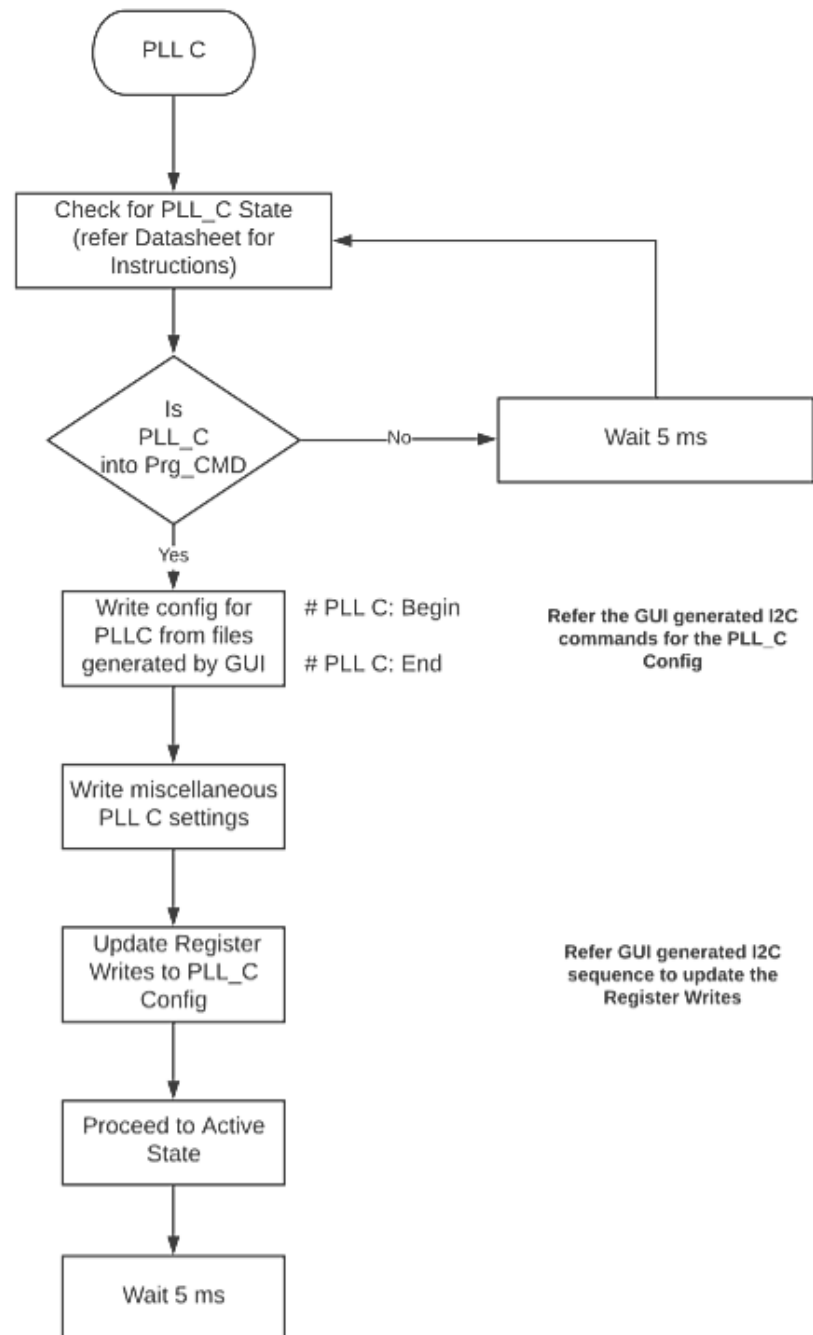 PLL C
Check for PLL_C State
(refer Datasheet for
Instructions)
Is
PLL_C
into Prg_CMD
No
Wait 5 ms
Yes
Write config for
PLLC from files
generated by GUI
# PLL C: Begin
# PLL C: End
Refer the GUI generated I2C
commands for the PLL_C
Config
Write miscellaneous
PLL C settings
Update Register
Writes to PLL_C
Config
Refer GUI generated I2C
sequence to update the
Register Writes
Proceed to Active
State
Wait 5 ms